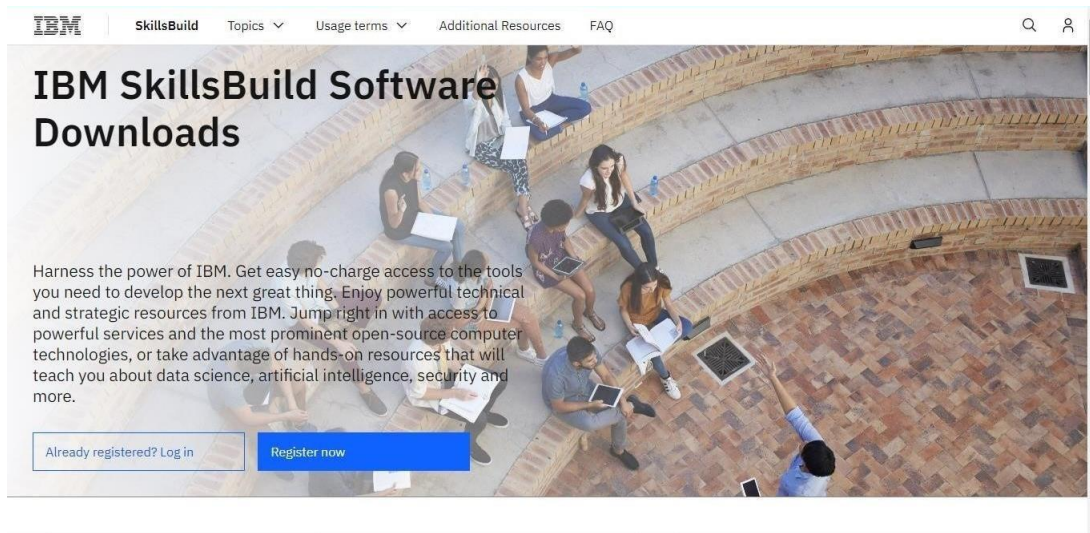 IBM SkillsBuild Topics Usage terms Additional Resources FAQ
IBM SkillsBuild Software
Downloads
Harness the power of IBM. Get easy no-charge access to the tools
you need to develop the next great thing. Enjoy powerful technical
and strategic resources from IBM. Jump right in with access to
powerful services and the most prominent open-source computer
technologies, or take advantage of hands-on resources that will
teach you about data science, artificial intelligence, security and
more.
Already registered? Log in Register now